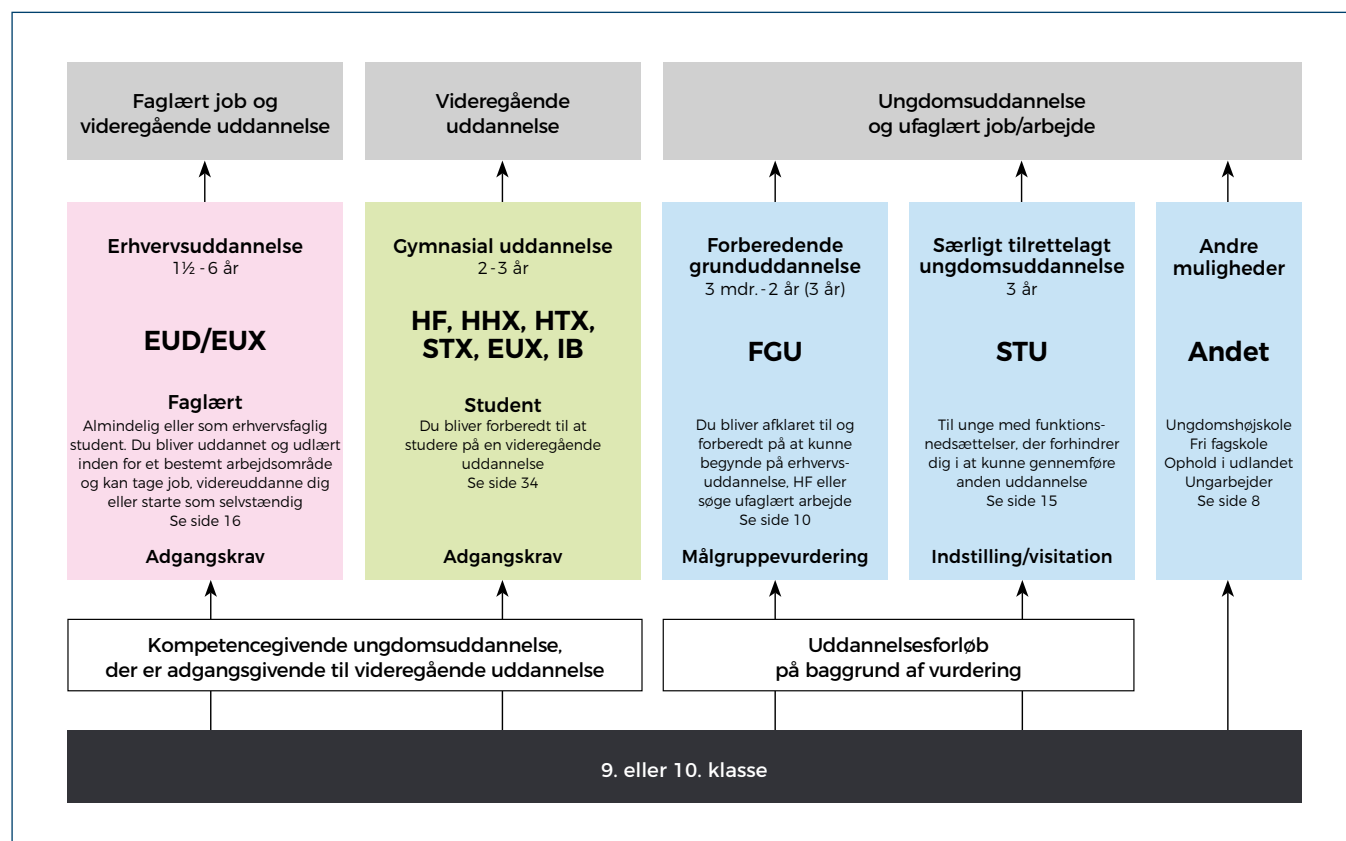 Faglært job og
videregående uddannelse
Videregående
uddannelse
Ungdomsuddannelse
og ufaglært job/arbejde
Erhvervsuddannelse
1½ - 6 år
EUD/EUX
Faglært
Almindelig eller som erhvervsfaglig
student. Du bliver uddannet og udlært
inden for et bestemt arbejdsområde
og kan tage job, videreuddanne dig
eller starte som selvstændig
Se side 16
Adgangskrav
Gymnasial uddannelse
2 - 3 år
HF, HHX, HTX,
STX, EUX, IB
Student
Du bliver forberedt til at
studere på en videregående
uddannelse
Se side 34
Adgangskrav
Forberedende
grunduddannelse
3 mdr. - 2 år (3 år)
FGU
Du bliver afklaret til og
forberedt på at kunne
begynde på erhvervs-
uddannelse, HF eller
søge ufaglært arbejde
Se side 10
Målgruppevurdering
Særligt tilrettelagt
ungdomsuddannelse
3 år
STU
Til unge med funktions-
nedsættelser, der forhindrer
dig i at kunne gennemføre
anden uddannelse
Se side 15
Indstilling/visitation
Andre
muligheder
Andet
Ungdomshøjskole
Fri fagskole
Ophold i udlandet
Ungarbejder
Se side 8
Kompetencegivende ungdomsuddannelse,
der er adgangsgivende til videregående uddannelse
Uddannelsesforløb
på baggrund af vurdering
9. eller 10. klasse